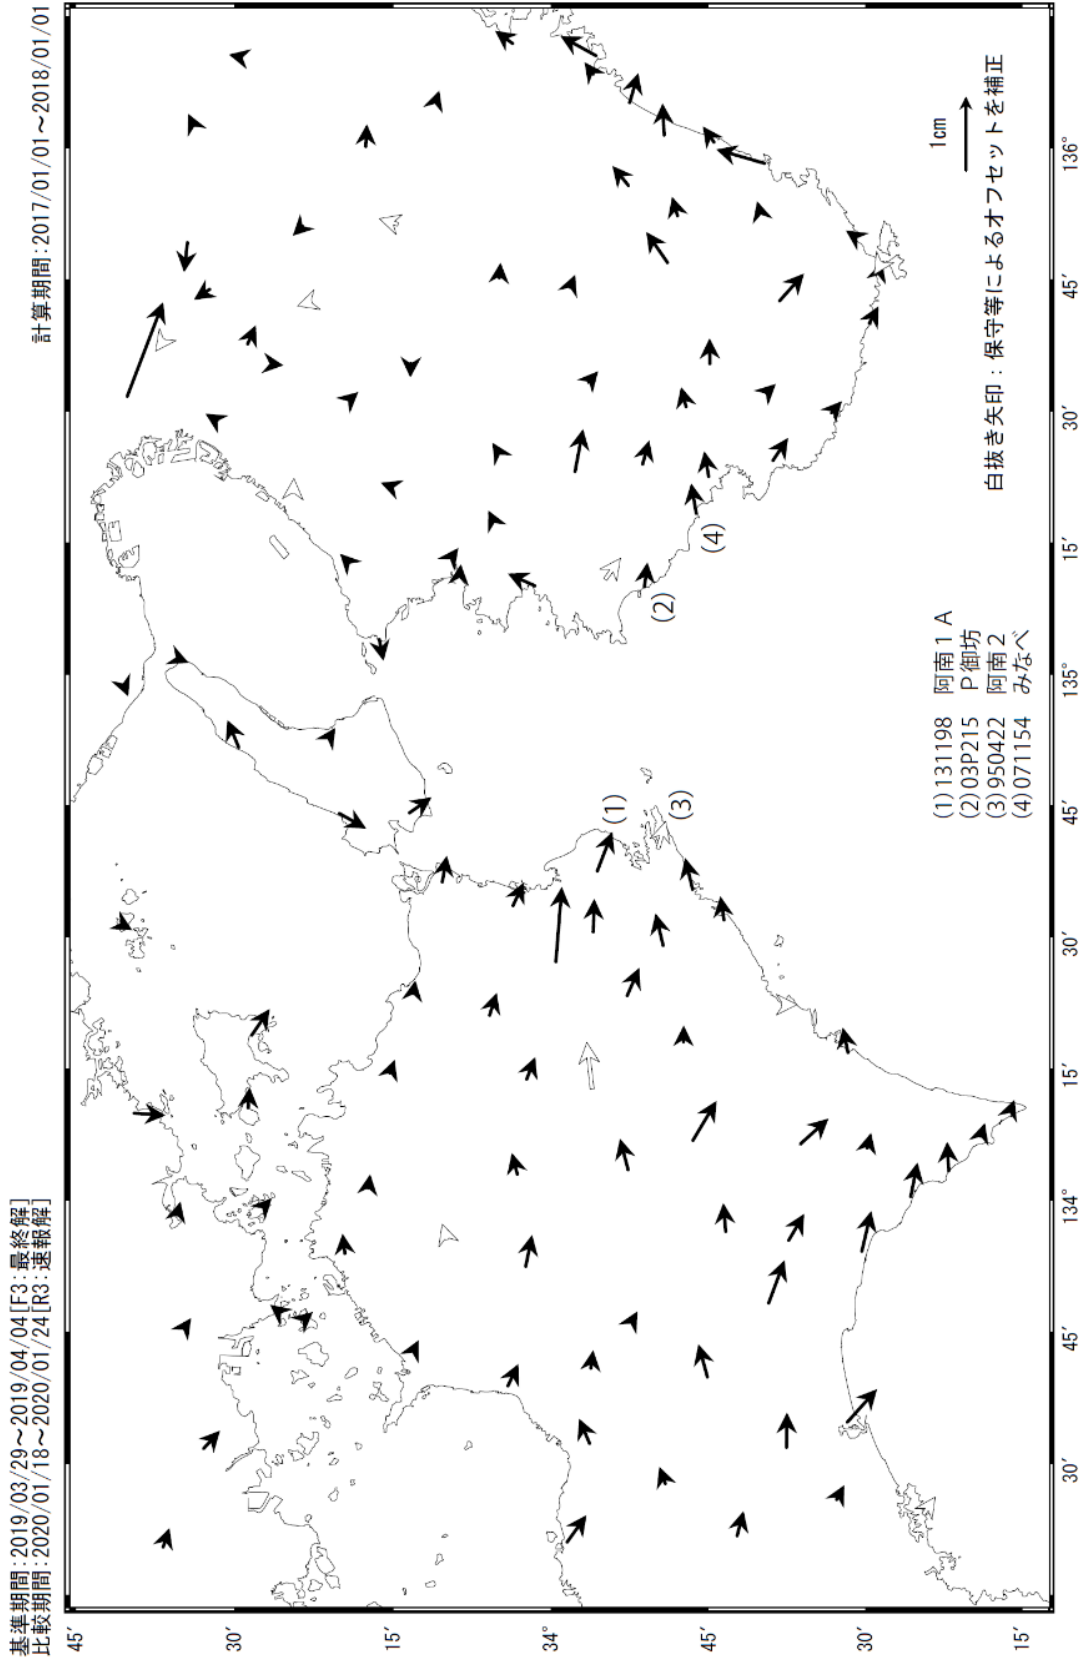 基準期間:2019/03/29～2019/04/04[F3:最終解]
比較期間:2020/01/18～2020/01/24[R3:速報解]
計算期間:2017/01/01～2018/01/01
45′
30′
15′
34°
45′
30′
15′
30′
45′
134°
15′
30′
45′
135°
15′
30′
45′
136°
(1)
(3)
(2)
(4)
(1)131198 阿南１Ａ
(2)03P215 Ｐ御坊
(3)950422 阿南２
(4)071154 みなべ
1cm
白抜き矢印：保守等によるオフセットを補正